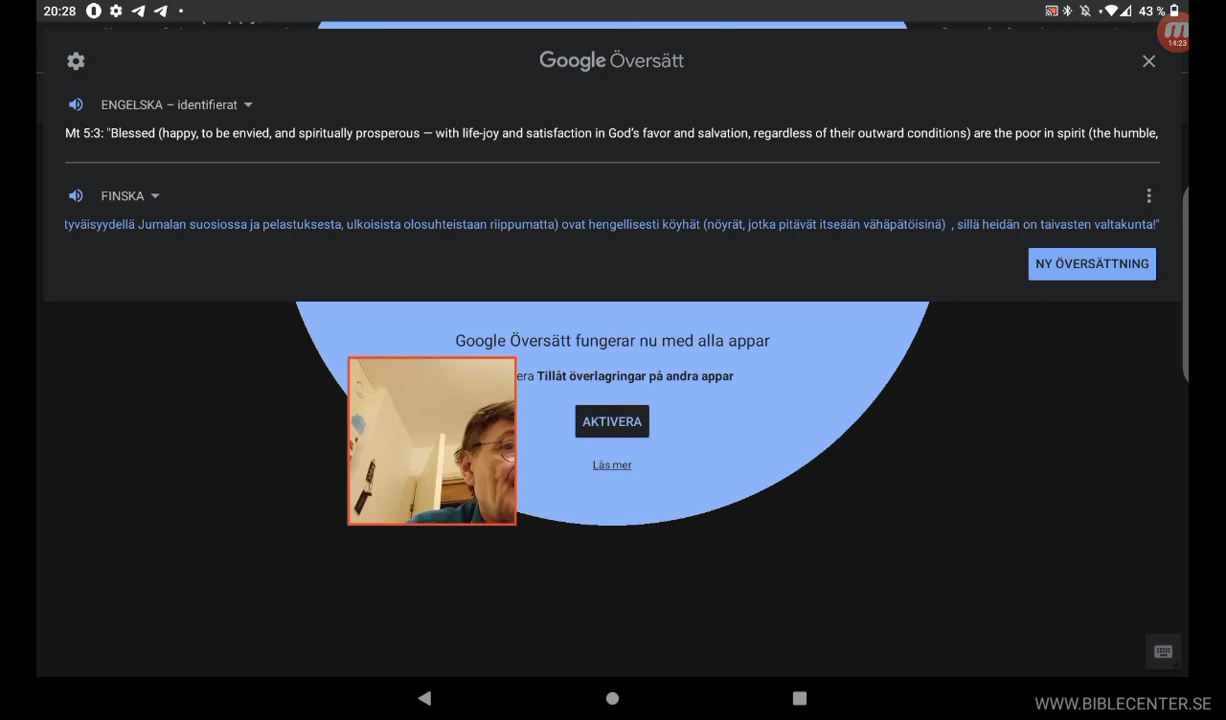 20:28
43 %
14:23
Google Översätt
ENGELSKA – identifierat
Mt 5:3: "Blessed (happy, to be envied, and spiritually prosperous — with life-joy and satisfaction in God's favor and salvation, regardless of their outward conditions) are the poor in spirit (the humble,
FINSKA
tyväisyydellä Jumalan suosiossa ja pelastuksesta, ulkoisista olosuhteistaan riippumatta) ovat hengellisesti köyhät (nöyrät, jotka pitävät itseään vähäpätöisinä) , sillä heidän on taivasten valtakunta!"
NY ÖVERSÄTTNING
Google Översätt fungerar nu med alla appar
era Tillåt överlagringar på andra appar
AKTIVERA
Läs mer
WWW.BIBLECENTER.SE